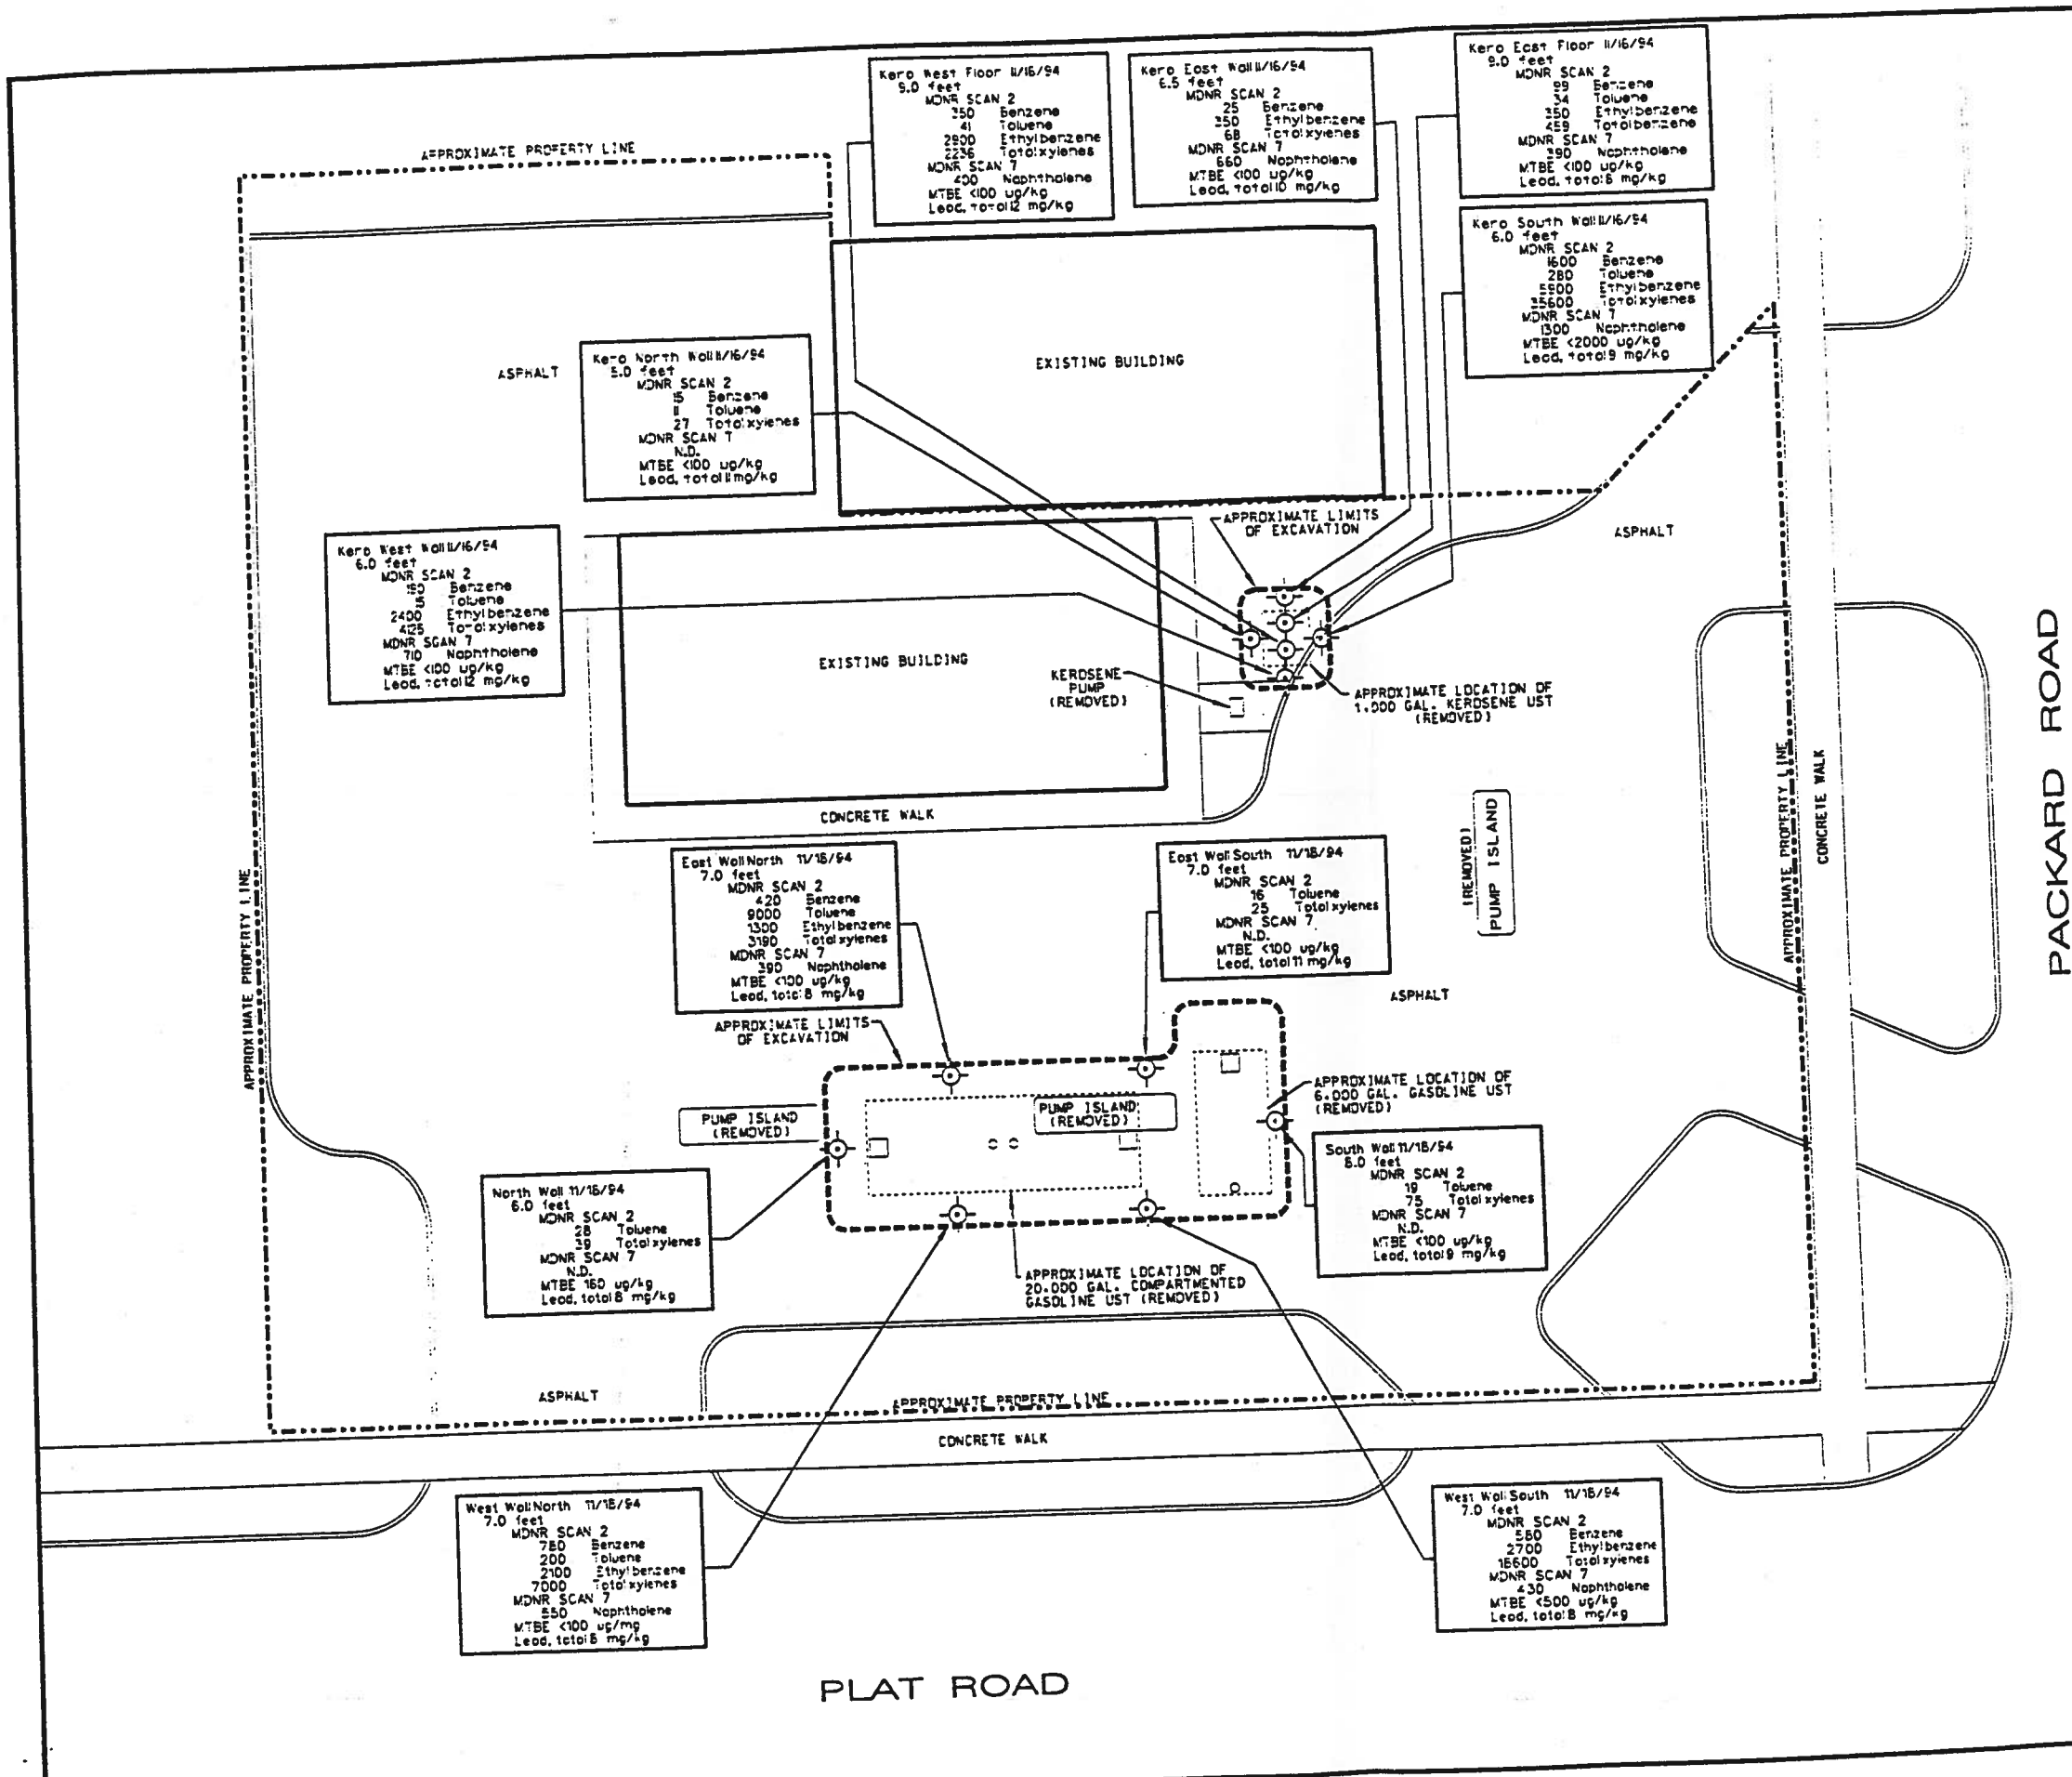 Kero West Floor 11/16/94
9.0 feet
MDNR SCAN 2
350 Benzene
41 Toluene
2900 Ethylbenzene
2236 Total xylenes
MDNR SCAN 7
400 Naphthalene
MTBE <100 ug/kg
Lead, total 12 mg/kg
Kero East Wall 11/16/94
6.5 feet
MDNR SCAN 2
25 Benzene
350 Ethylbenzene
68 Total xylenes
MDNR SCAN 7
660 Naphthalene
MTBE <100 ug/kg
Lead, total 10 mg/kg
Kero East Floor 11/16/94
9.0 feet
MDNR SCAN 2
99 Benzene
34 Toluene
350 Ethylbenzene
459 Total benzene
MDNR SCAN 7
390 Naphthalene
MTBE <100 ug/kg
Lead, total mg/kg
Kero South Wall 11/16/94
6.0 feet
MDNR SCAN 2
1600 Benzene
280 Toluene
5900 Ethylbenzene
35600 Total xylenes
MDNR SCAN 7
1300 Naphthalene
MTBE <2000 ug/kg
Lead, total 9 mg/kg
APPROXIMATE PROPERTY LINE
ASPHALT
Kero North Wall 11/16/94
5.0 feet
MDNR SCAN 2
15 Benzene
11 Toluene
27 Total xylenes
MDNR SCAN 7
N.D.
MTBE <100 ug/kg
Lead, total 11 mg/kg
EXISTING BUILDING
APPROXIMATE LIMITS
OF EXCAVATION
ASPHALT
Kero West Wall 11/16/94
6.0 feet
MDNR SCAN 2
Benzene
Toluene
2400 Ethylbenzene
4125 Total xylenes
MDNR SCAN 7
710 Naphthalene
MTBE <100 ug/kg
Lead, total 12 mg/kg
EXISTING BUILDING
KEROSENE
PUMP
(REMOVED)
APPROXIMATE LOCATION OF
1,000 GAL. KEROSENE UST
(REMOVED)
PACKARD ROAD
CONCRETE WALK
APPROXIMATE PROPERTY LINE
CONCRETE WALK
(REMOVED)
PUMP ISLAND
APPROXIMATE PROPERTY LINE
East Wall North 11/16/94
7.0 feet
MDNR SCAN 2
420 Benzene
9000 Toluene
1300 Ethylbenzene
3190 Total xylenes
MDNR SCAN 7
390 Naphthalene
MTBE <100 ug/kg
Lead, total 8 mg/kg
East Wall South 11/16/94
7.0 feet
MDNR SCAN 2
16 Toluene
25 Total xylenes
MDNR SCAN 7
N.D.
MTBE <100 ug/kg
Lead, total 11 mg/kg
ASPHALT
APPROXIMATE LIMITS
OF EXCAVATION
PUMP ISLAND
(REMOVED)
PUMP ISLAND
(REMOVED)
APPROXIMATE LOCATION OF
6,000 GAL. GASOLINE UST
(REMOVED)
North Wall 11/16/94
6.0 feet
MDNR SCAN 2
28 Toluene
39 Total xylenes
MDNR SCAN 7
N.D.
MTBE 160 ug/kg
Lead, total 8 mg/kg
South Wall 11/16/94
feet
MDNR SCAN 2
19 Toluene
75 Total xylenes
MDNR SCAN 7
N.D.
MTBE <100 ug/kg
Lead, total 9 mg/kg
APPROXIMATE LOCATION OF
20,000 GAL. COMPARTMENTED
GASOLINE UST (REMOVED)
ASPHALT
APPROXIMATE PROPERTY LINE
CONCRETE WALK
West Wall North 11/16/94
7.0 feet
MDNR SCAN 2
Benzene
200 Toluene
2100 Ethylbenzene
7000 Total xylenes
MDNR SCAN 7
550 Naphthalene
MTBE <100 ug/mg
Lead, total mg/kg
West Wall South 11/16/94
7.0 feet
MDNR SCAN 2
Benzene
2700 Ethylbenzene
Total xylenes
MDNR SCAN 7
430 Naphthalene
MTBE <500 ug/kg
Lead, total 8 mg/kg
PLAT ROAD